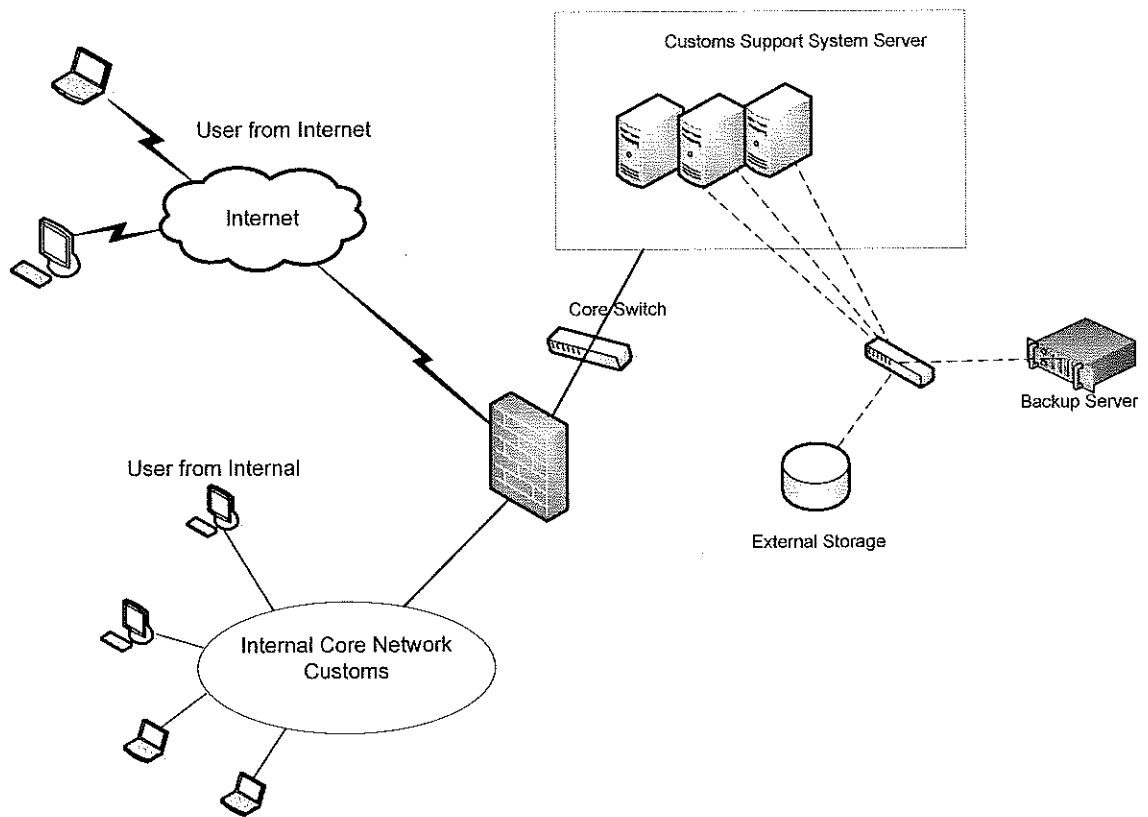 Customs Support System Server
User from Internet
Internet
Core Switch
Backup Server
User from Internal
External Storage
Internal Core Network
Customs